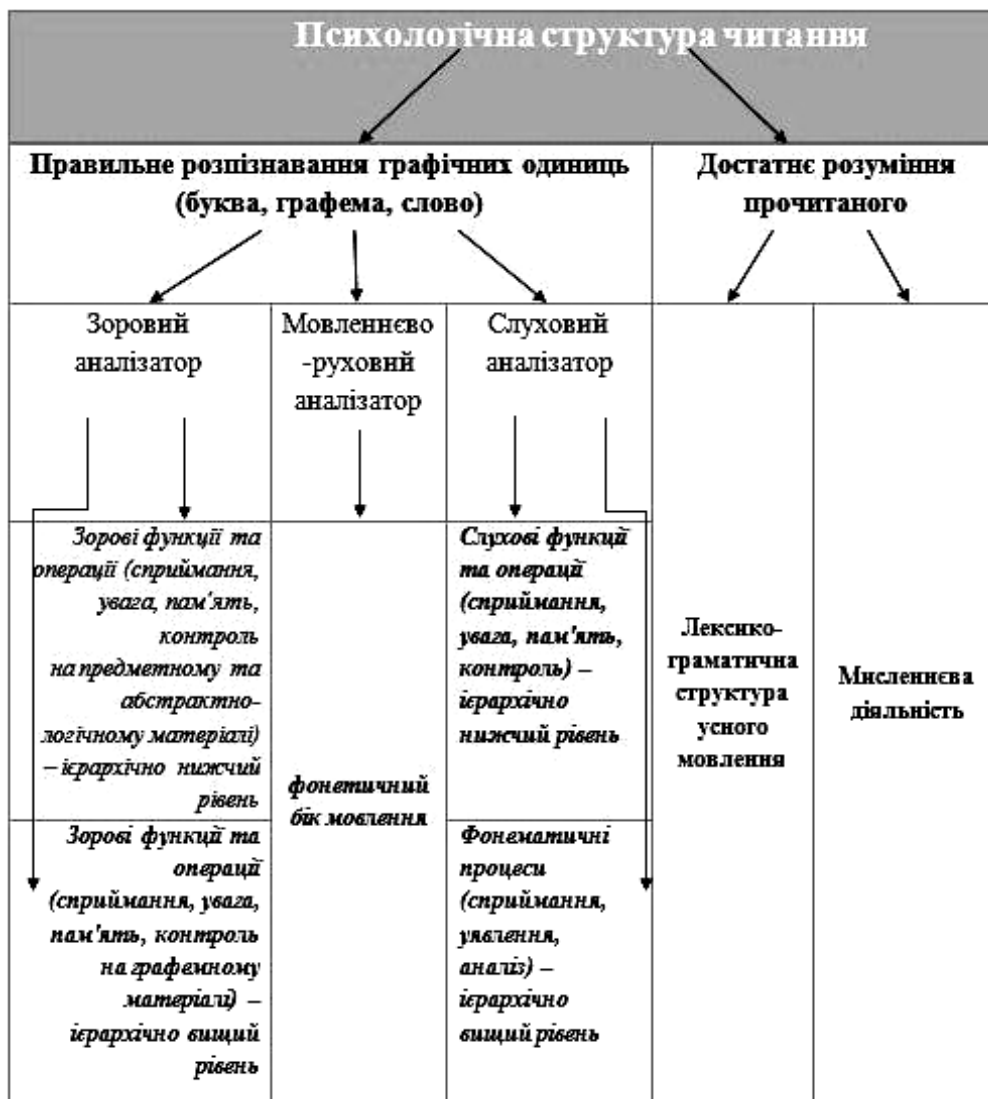 Психологічна структура читання
Правильне розпізнавання графічних одиниць
(буква, графема, слово)
Достатнє розуміння
прочитаного
Зоровий
аналізатор
Мовленнєво
-руховий
аналізатор
Слуховий
аналізатор
Зорові функції та
операції (сприймання,
увага, пам'ять,
контроль
на предметному та
абстрактно-
логічному матеріалі)
– ієрархічно нижчий
рівень
Зорові функції та
операції
(сприймання, увага,
пам'ять, контроль
на графемному
матеріалі) –
ієрархічно вищий
рівень
фонетичний
бік мовлення
Слухові функції
та операції
(сприймання,
увага, пам'ять,
контроль) –
ієрархічно
нижчий рівень
Фонематичні
процеси
(сприймання,
уявлення,
аналіз) –
ієрархічно
вищий рівень
Лексико-
граматична
структура
усного
мовлення
Мисленнєва
діяльність